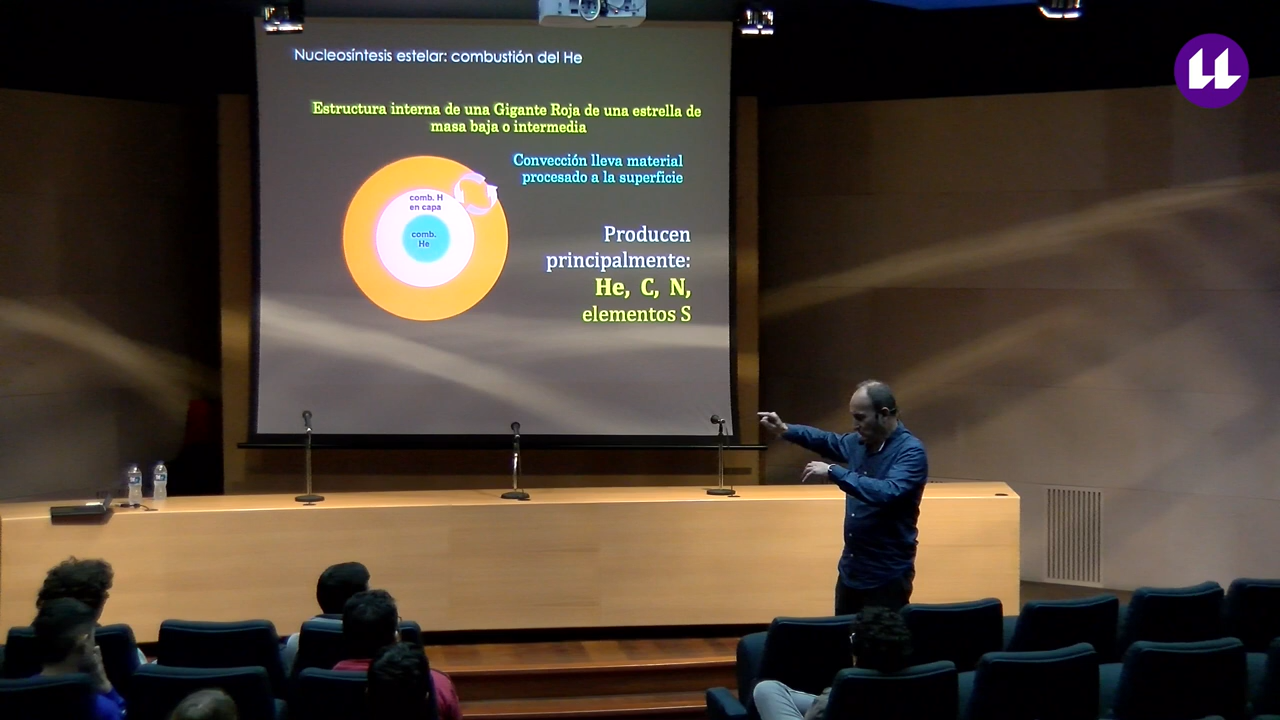 Nucleosíntesis estelar: combustión del He
Estructura interna de una Gigante Roja de una estrella de
masa baja o intermedia
Convección lleva material
procesado a la superficie
comb. H
en capa
comb.
He
Producen
principalmente:
He, C, N,
elementos S